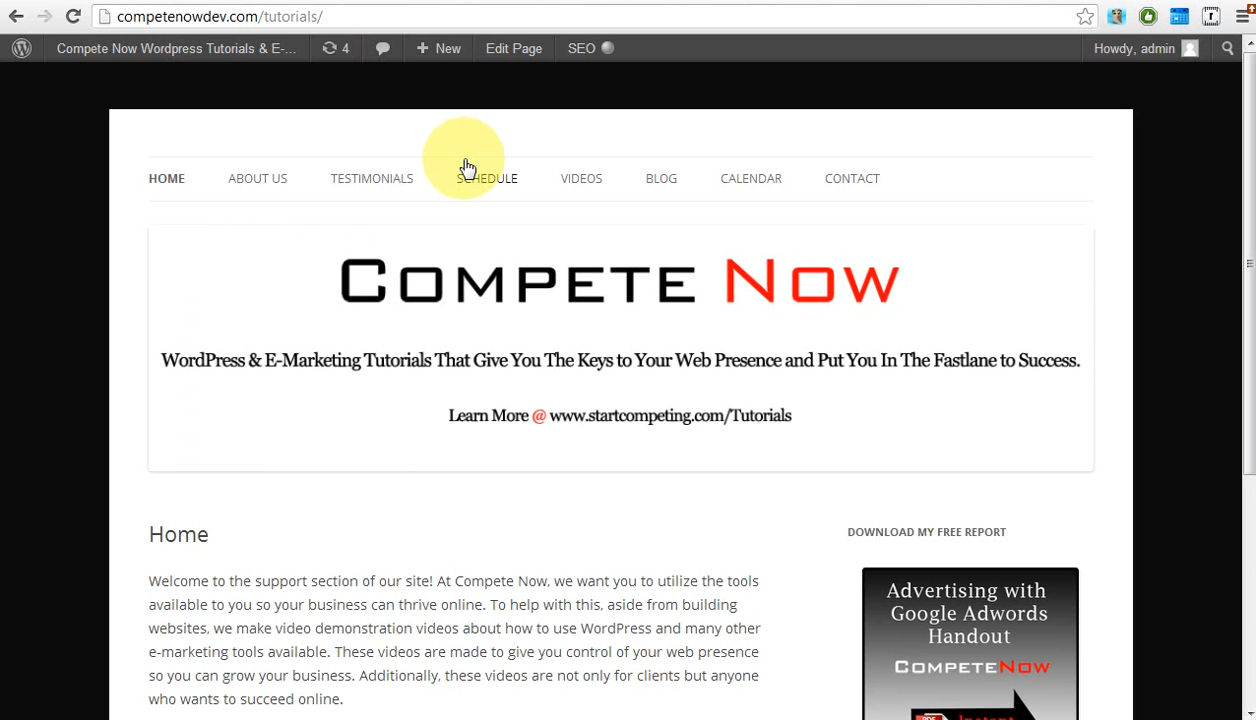 competenowdev.com/tutorials/
Compete Now Wordpress Tutorials & E-... 4 New Edit Page SEO Howdy, admin
HOME ABOUT US TESTIMONIALS SCHEDULE VIDEOS BLOG CALENDAR CONTACT
COMPETE NOW
WordPress & E-Marketing Tutorials That Give You The Keys to Your Web Presence and Put You In The Fastlane to Success.
Learn More @ www.startcompeting.com/Tutorials
Home
Welcome to the support section of our site! At Compete Now, we want you to utilize the tools
available to you so your business can thrive online. To help with this, aside from building
websites, we make video demonstration videos about how to use WordPress and many other
e-marketing tools available. These videos are made to give you control of your web presence
so you can grow your business. Additionally, these videos are not only for clients but anyone
who wants to succeed online.
DOWNLOAD MY FREE REPORT
Advertising with
Google Adwords
Handout
COMPETENOW
PDF Instant